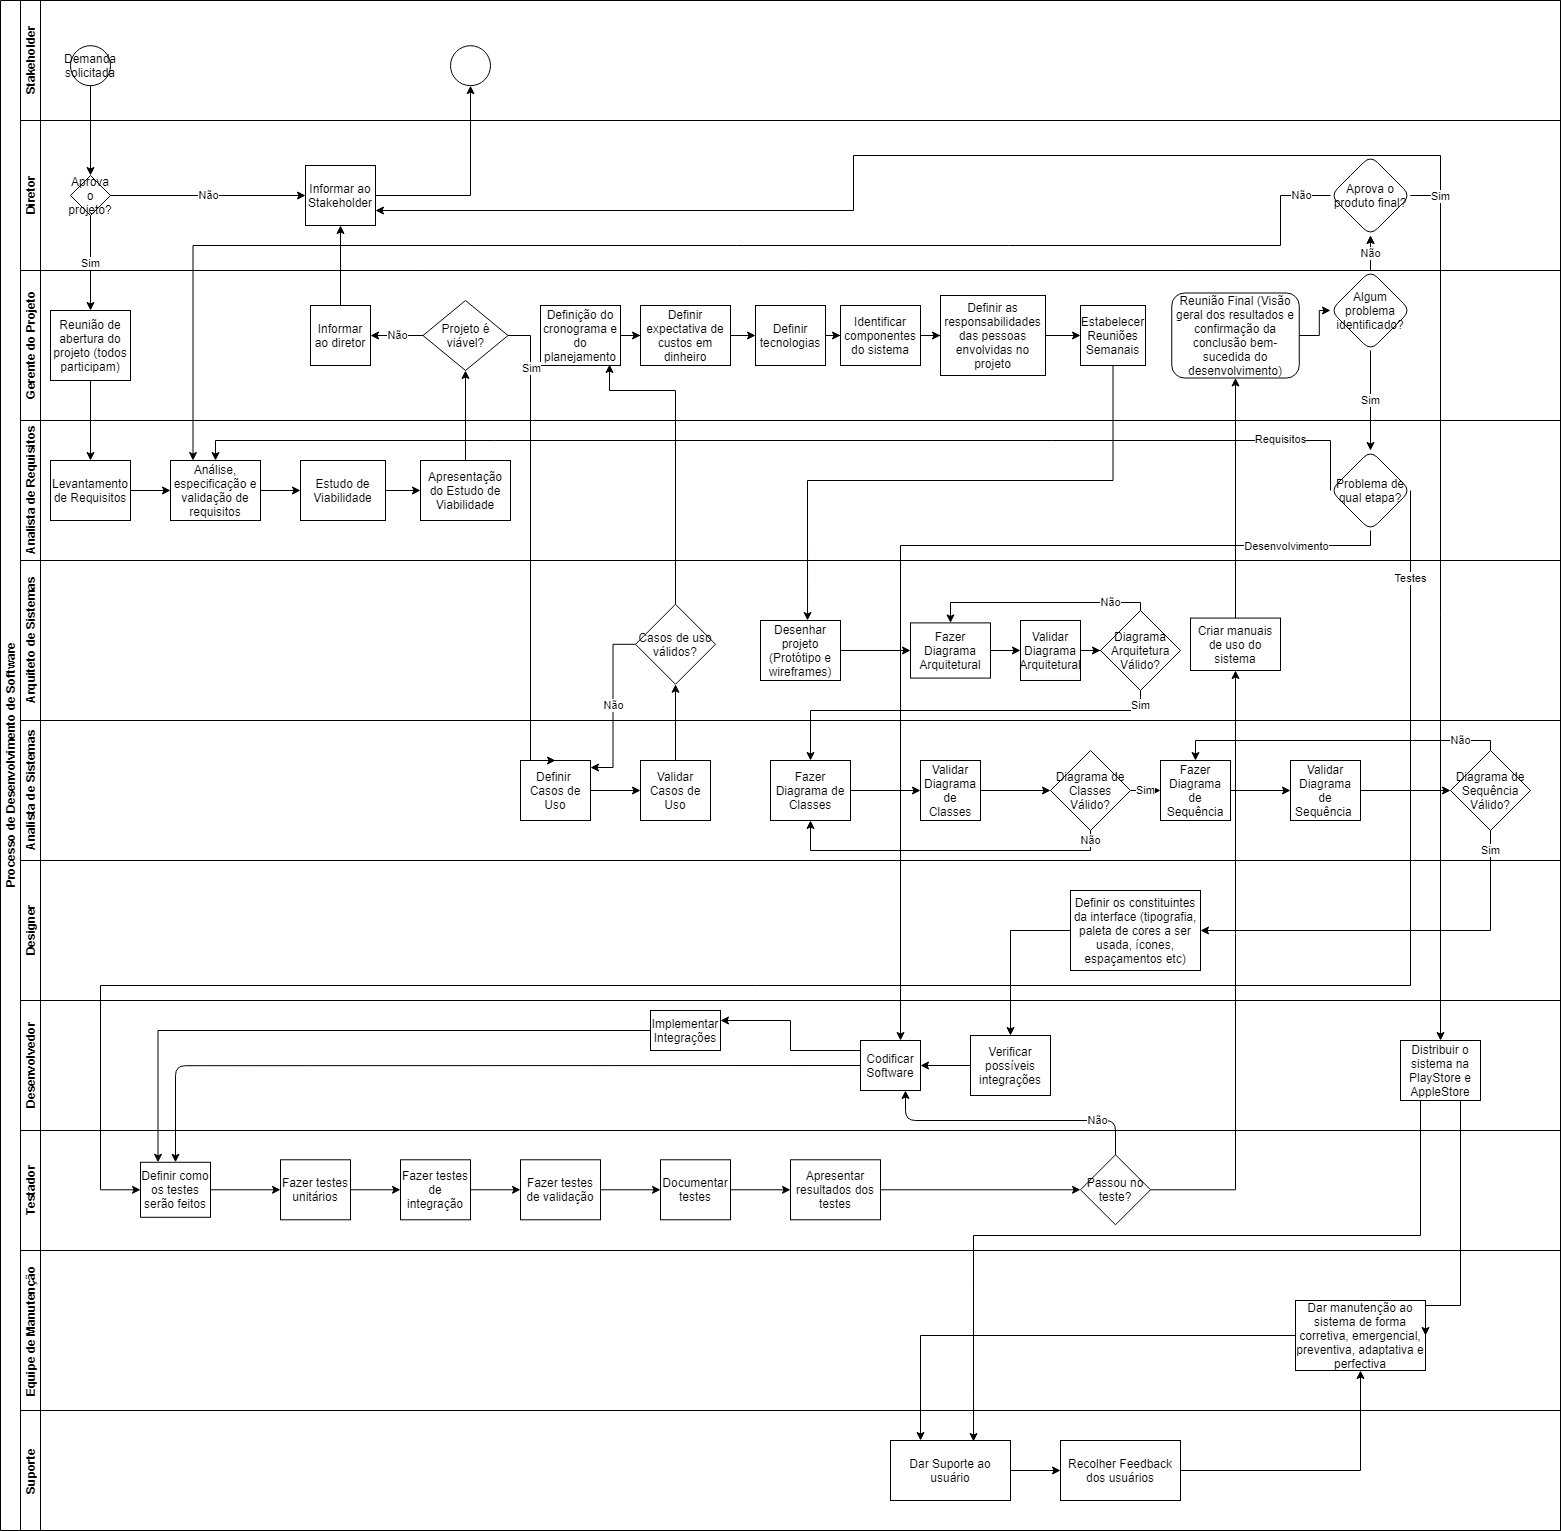 Processo de Desenvolvimento de Software
Stakeholder
Demanda
solicitada
Diretor
Aprova
o
projeto?
Não
Sim
Informar ao
Stakeholder
Aprova o
produto final?
Não
Sim
Não
Gerente do Projeto
Reunião de
abertura do
projeto (todos
participam)
Informar
ao diretor
Não
Projeto é
viável?
Sim
Definição do
cronograma e
do
planejamento
Definir
expectativa de
custos em
dinheiro
Definir
tecnologias
Identificar
componentes
do sistema
Definir as
responsabilidades
das pessoas
envolvidas no
projeto
Estabelecer
Reuniões
Semanais
Reunião Final (Visão
geral dos resultados e
confirmação da
conclusão bem-
sucedida do
desenvolvimento)
Algum
problema
identificado?
Sim
Analista de Requisitos
Levantamento
de Requisitos
Análise,
especificação e
validação de
requisitos
Estudo de
Viabilidade
Apresentação
do Estudo de
Viabilidade
Requisitos
Problema de
qual etapa?
Desenvolvimento
Testes
Arquiteto de Sistemas
Casos de uso
válidos?
Não
Desenhar
projeto
(Protótipo e
wireframes)
Fazer
Diagrama
Arquitetural
Validar
Diagrama
Arquitetural
Não
Diagrama
Arquitetura
Válido?
Sim
Criar manuais
de uso do
sistema
Analista de Sistemas
Definir
Casos de
Uso
Validar
Casos de
Uso
Fazer
Diagrama de
Classes
Validar
Diagrama
de
Classes
Diagrama de
Classes
Válido?
Sim
Não
Fazer
Diagrama
de
Sequência
Validar
Diagrama
de
Sequência
Não
Diagrama de
Sequência
Válido?
Sim
Designer
Definir os constituintes
da interface (tipografia,
paleta de cores a ser
usada, ícones,
espaçamentos etc)
Desenvolvedor
Implementar
Integrações
Codificar
Software
Verificar
possíveis
integrações
Distribuir o
sistema na
PlayStore e
AppleStore
Não
Testador
Definir como
os testes
serão feitos
Fazer testes
unitários
Fazer testes
de
integração
Fazer testes
de validação
Documentar
testes
Apresentar
resultados dos
testes
Passou no
teste?
Equipe de Manutenção
Dar manutenção ao
sistema de forma
corretiva, emergencial,
preventiva, adaptativa e
perfectiva
Suporte
Dar Suporte ao
usuário
Recolher Feedback
dos usuários